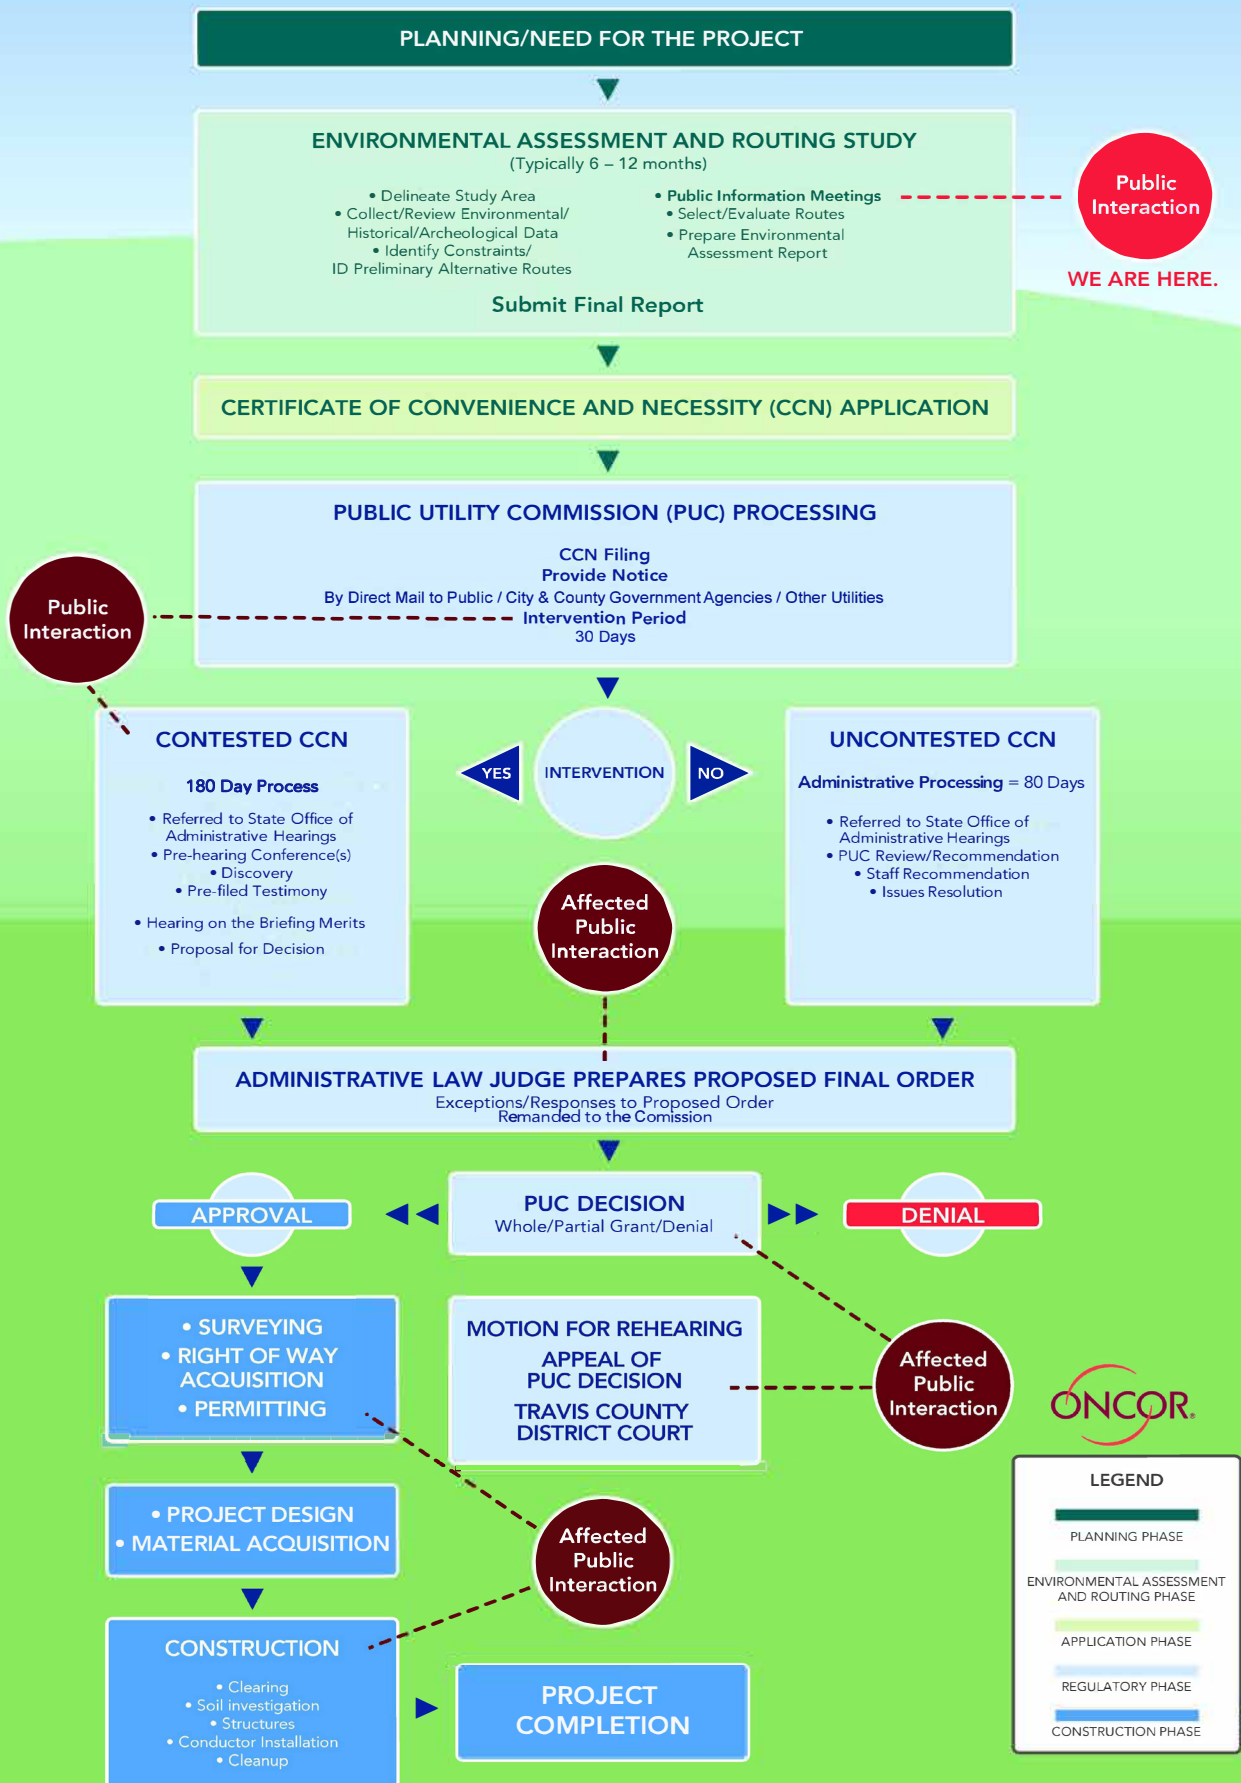 PLANNING/NEED FOR THE PROJECT
ENVIRONMENTAL ASSESSMENT AND ROUTING STUDY
(Typically 6 – 12 months)
• Delineate Study Area
• Collect/Review Environmental/
Historical/Archeological Data
• Identify Constraints/
ID Preliminary Alternative Routes
• Public Information Meetings
• Select/Evaluate Routes
• Prepare Environmental
Assessment Report
Submit Final Report
Public
Interaction
WE ARE HERE.
CERTIFICATE OF CONVENIENCE AND NECESSITY (CCN) APPLICATION
PUBLIC UTILITY COMMISSION (PUC) PROCESSING
CCN Filing
Provide Notice
By Direct Mail to Public / City & County Government Agencies / Other Utilities
Intervention Period
30 Days
Public
Interaction
CONTESTED CCN
180 Day Process
• Referred to State Office of
Administrative Hearings
• Pre-hearing Conference(s)
• Discovery
• Pre-filed Testimony
• Hearing on the Briefing Merits
• Proposal for Decision
YES
INTERVENTION
NO
UNCONTESTED CCN
Administrative Processing = 80 Days
• Referred to State Office of
Administrative Hearings
• PUC Review/Recommendation
• Staff Recommendation
• Issues Resolution
Affected
Public
Interaction
ADMINISTRATIVE LAW JUDGE PREPARES PROPOSED FINAL ORDER
Exceptions/Responses to Proposed Order
Remanded to the Comission
APPROVAL
PUC DECISION
Whole/Partial Grant/Denial
DENIAL
• SURVEYING
• RIGHT OF WAY
ACQUISITION
• PERMITTING
MOTION FOR REHEARING
APPEAL OF
PUC DECISION
TRAVIS COUNTY
DISTRICT COURT
Affected
Public
Interaction
ONCOR®
• PROJECT DESIGN
• MATERIAL ACQUISITION
Affected
Public
Interaction
CONSTRUCTION
• Clearing
• Soil investigation
• Structures
• Conductor Installation
• Cleanup
PROJECT
COMPLETION
LEGEND
PLANNING PHASE
ENVIRONMENTAL ASSESSMENT
AND ROUTING PHASE
APPLICATION PHASE
REGULATORY PHASE
CONSTRUCTION PHASE